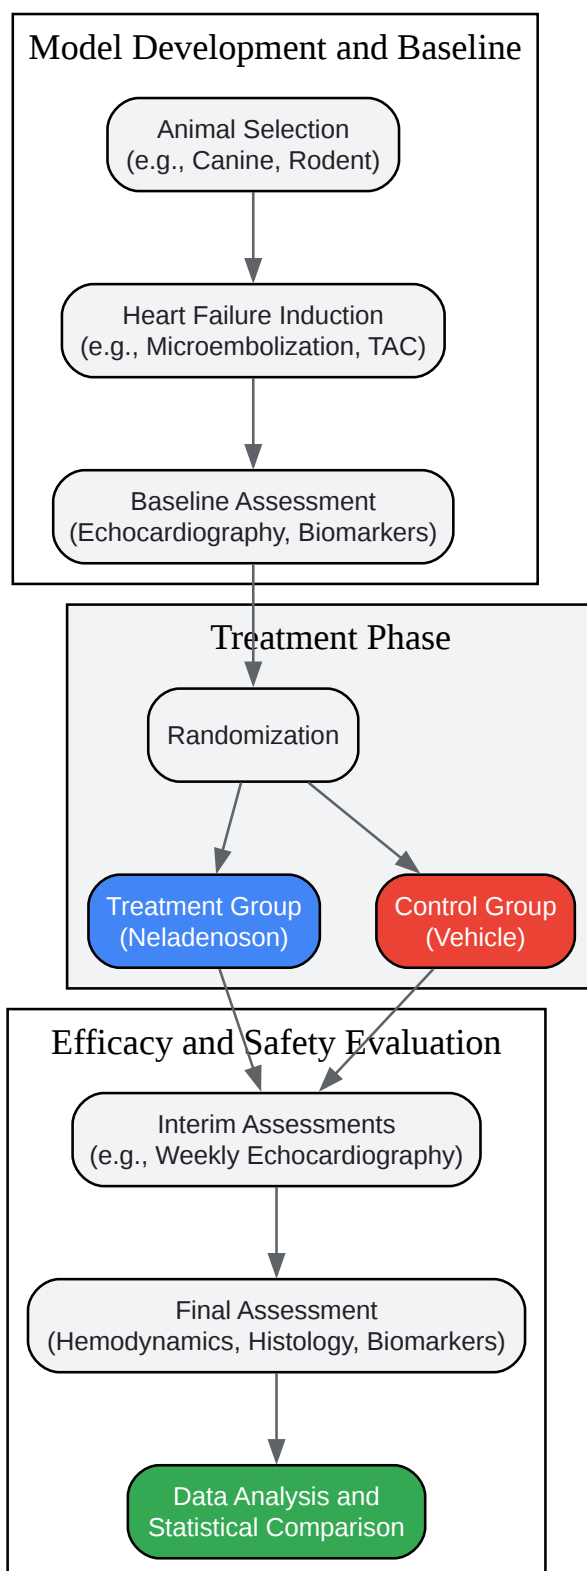 Model Development and Baseline
Animal Selection
(e.g., Canine, Rodent)
Heart Failure Induction
(e.g., Microembolization, TAC)
Baseline Assessment
(Echocardiography, Biomarkers)
Treatment Phase
Randomization
Treatment Group
(Neladenoson)
Control Group
(Vehicle)
Efficacy and Safety Evaluation
Interim Assessments
(e.g., Weekly Echocardiography)
Final Assessment
(Hemodynamics, Histology, Biomarkers)
Data Analysis and
Statistical Comparison